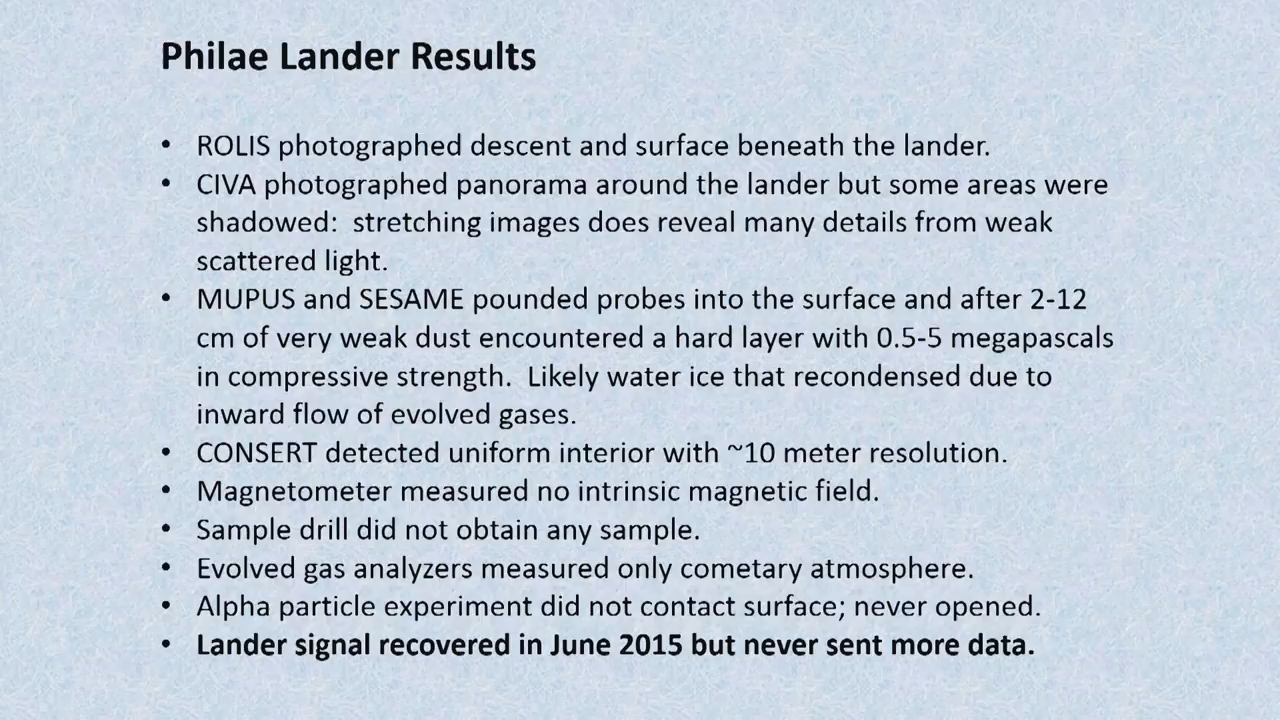 Philae Lander Results
• ROLIS photographed descent and surface beneath the lander.
• CIVA photographed panorama around the lander but some areas were
shadowed:  stretching images does reveal many details from weak
scattered light.
• MUPUS and SESAME pounded probes into the surface and after 2-12
cm of very weak dust encountered a hard layer with 0.5-5 megapascals
in compressive strength.  Likely water ice that recondensed due to
inward flow of evolved gases.
• CONSERT detected uniform interior with ~10 meter resolution.
• Magnetometer measured no intrinsic magnetic field.
• Sample drill did not obtain any sample.
• Evolved gas analyzers measured only cometary atmosphere.
• Alpha particle experiment did not contact surface; never opened.
• Lander signal recovered in June 2015 but never sent more data.